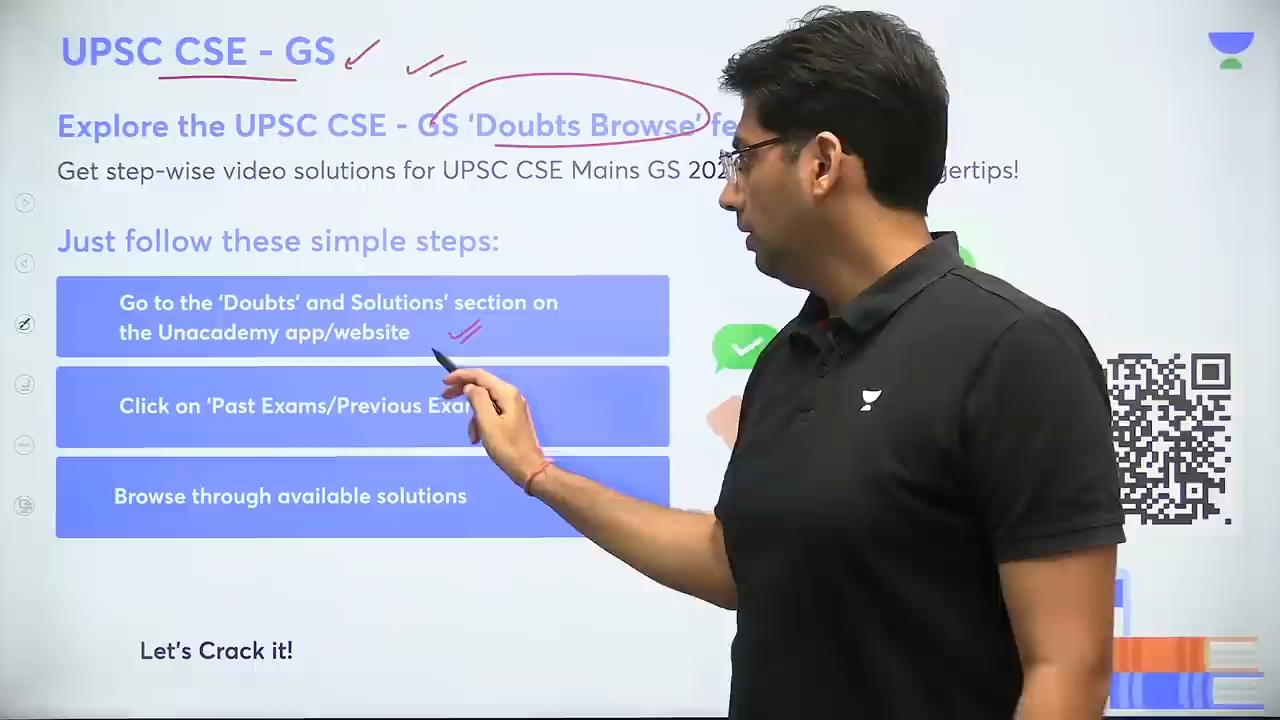 UPSC CSE - GS
Explore the UPSC CSE - GS ‘Doubts Browse’
Get step-wise video solutions for UPSC CSE Mains GS
Just follow these simple steps:
Go to the ‘Doubts’ and Solutions’ section on
the Unacademy app/website
Click on ‘Past Exams/Previous
Browse through available solutions
Let's Crack it!